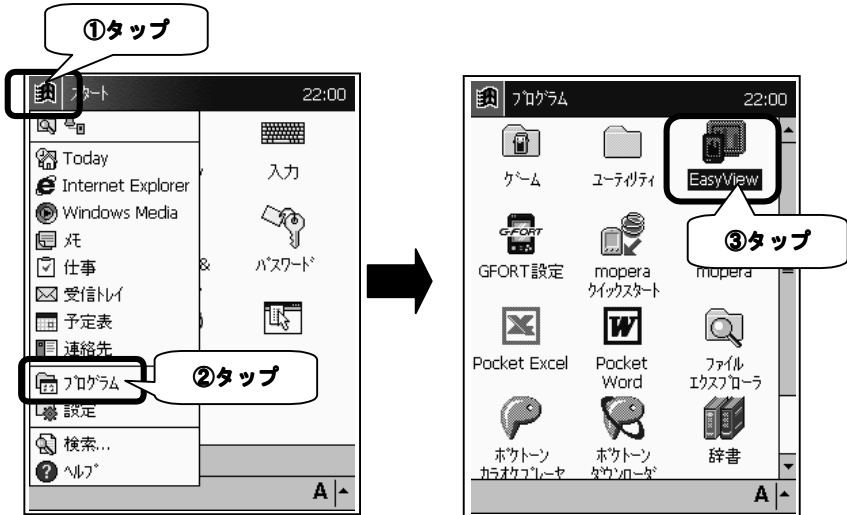 ①タップ
スタート 22:00
Today
Internet Explorer
Windows Media
メモ
仕事
受信トレイ
予定表
連絡先
プログラム
②タップ
設定
検索...
ヘルプ
入力
&
パスワード
A
プログラム 22:00
ゲーム
ユーティリティ
EasyView
③タップ
G-FORT
GFORT設定
mopera
クイックスタート
mopera
Pocket Excel
Pocket
Word
ファイル
エクスプローラ
ポケトーン
カラオケプレーヤ
ポケトーン
ダウンローダ
辞書
A